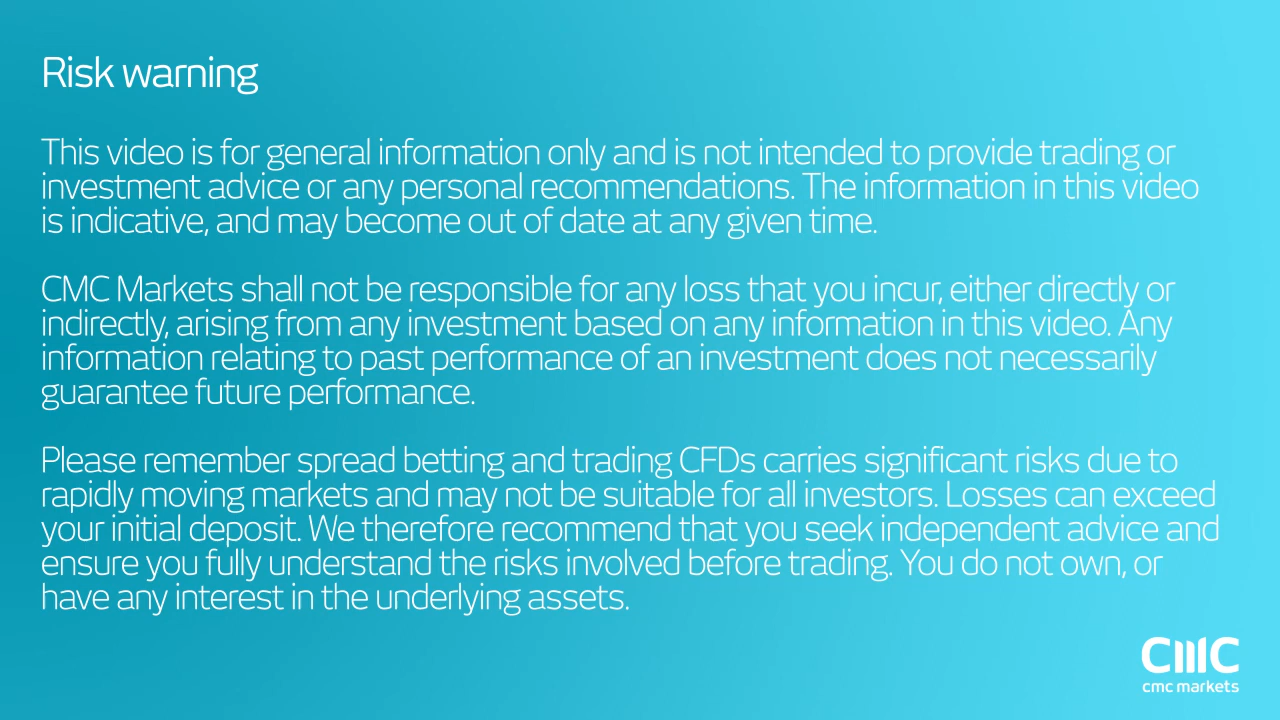 Risk warning
This video is for general information only and is not intended to provide trading or
investment advice or any personal recommendations. The information in this video
is indicative, and may become out of date at any given time.
CMC Markets shall not be responsible for any loss that you incur, either directly or
indirectly, arising from any investment based on any information in this video. Any
information relating to past performance of an investment does not necessarily
guarantee future performance.
Please remember spread betting and trading CFDs carries significant risks due to
rapidly moving markets and may not be suitable for all investors. Losses can exceed
your initial deposit. We therefore recommend that you seek independent advice and
ensure you fully understand the risks involved before trading. You do not own, or
have any interest in the underlying assets.
cmc
cmc markets